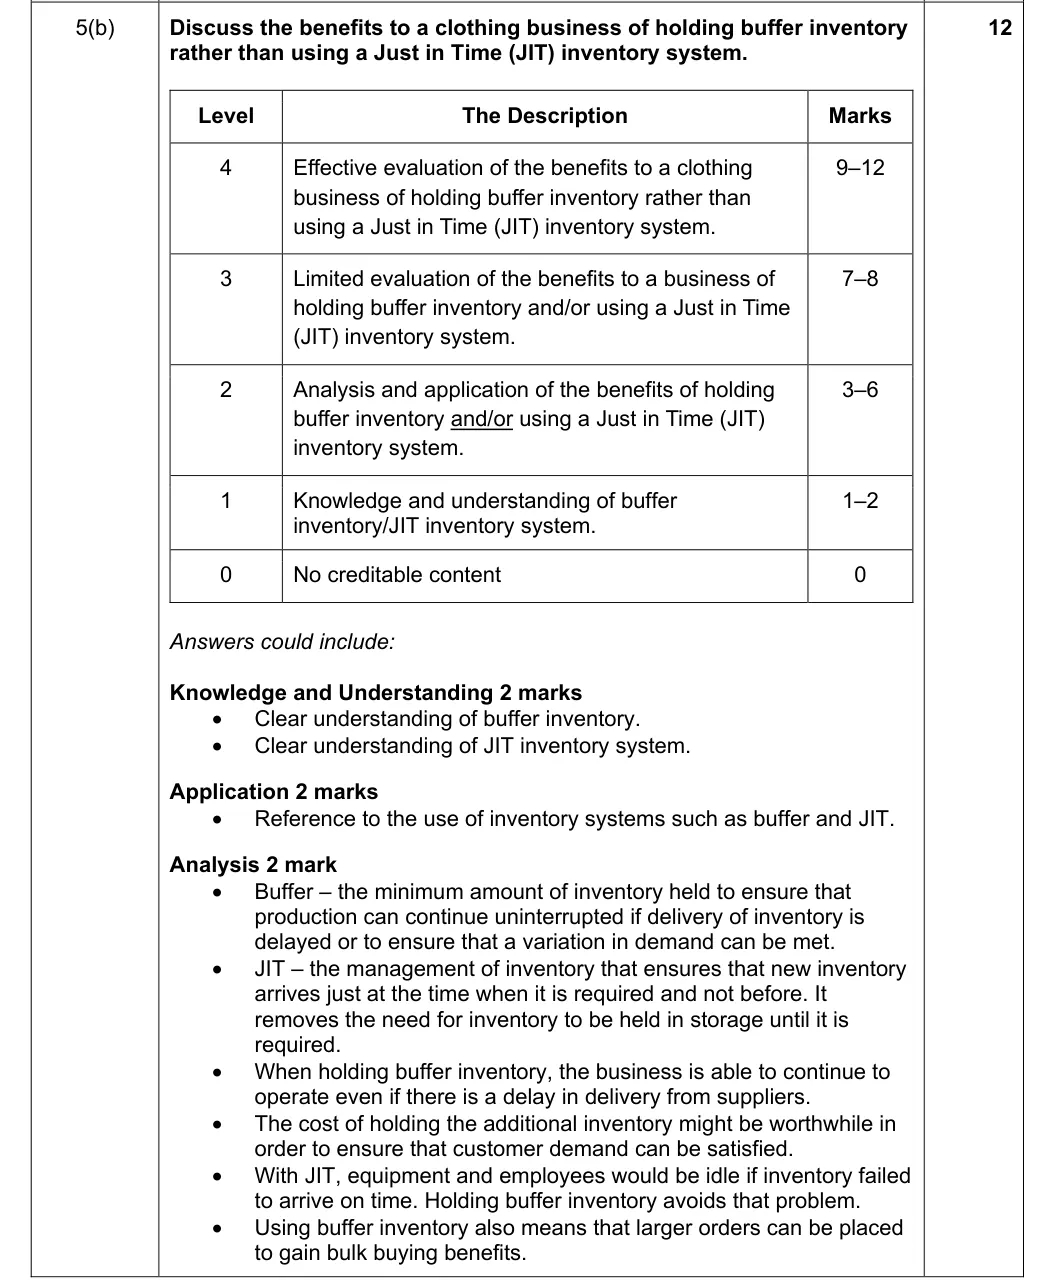 5(b)
Discuss the benefits to a clothing business of holding buffer inventory
rather than using a Just in Time (JIT) inventory system.
12
Level
The Description
Marks
4
Effective evaluation of the benefits to a clothing
business of holding buffer inventory rather than
using a Just in Time (JIT) inventory system.
9–12
3
Limited evaluation of the benefits to a business of
holding buffer inventory and/or using a Just in Time
(JIT) inventory system.
7–8
2
Analysis and application of the benefits of holding
buffer inventory and/or using a Just in Time (JIT)
inventory system.
3–6
1
Knowledge and understanding of buffer
inventory/JIT inventory system.
1–2
0
No creditable content
0
Answers could include:
Knowledge and Understanding 2 marks
• Clear understanding of buffer inventory.
• Clear understanding of JIT inventory system.
Application 2 marks
• Reference to the use of inventory systems such as buffer and JIT.
Analysis 2 mark
• Buffer – the minimum amount of inventory held to ensure that
production can continue uninterrupted if delivery of inventory is
delayed or to ensure that a variation in demand can be met.
• JIT – the management of inventory that ensures that new inventory
arrives just at the time when it is required and not before. It
removes the need for inventory to be held in storage until it is
required.
• When holding buffer inventory, the business is able to continue to
operate even if there is a delay in delivery from suppliers.
• The cost of holding the additional inventory might be worthwhile in
order to ensure that customer demand can be satisfied.
• With JIT, equipment and employees would be idle if inventory failed
to arrive on time. Holding buffer inventory avoids that problem.
• Using buffer inventory also means that larger orders can be placed
to gain bulk buying benefits.